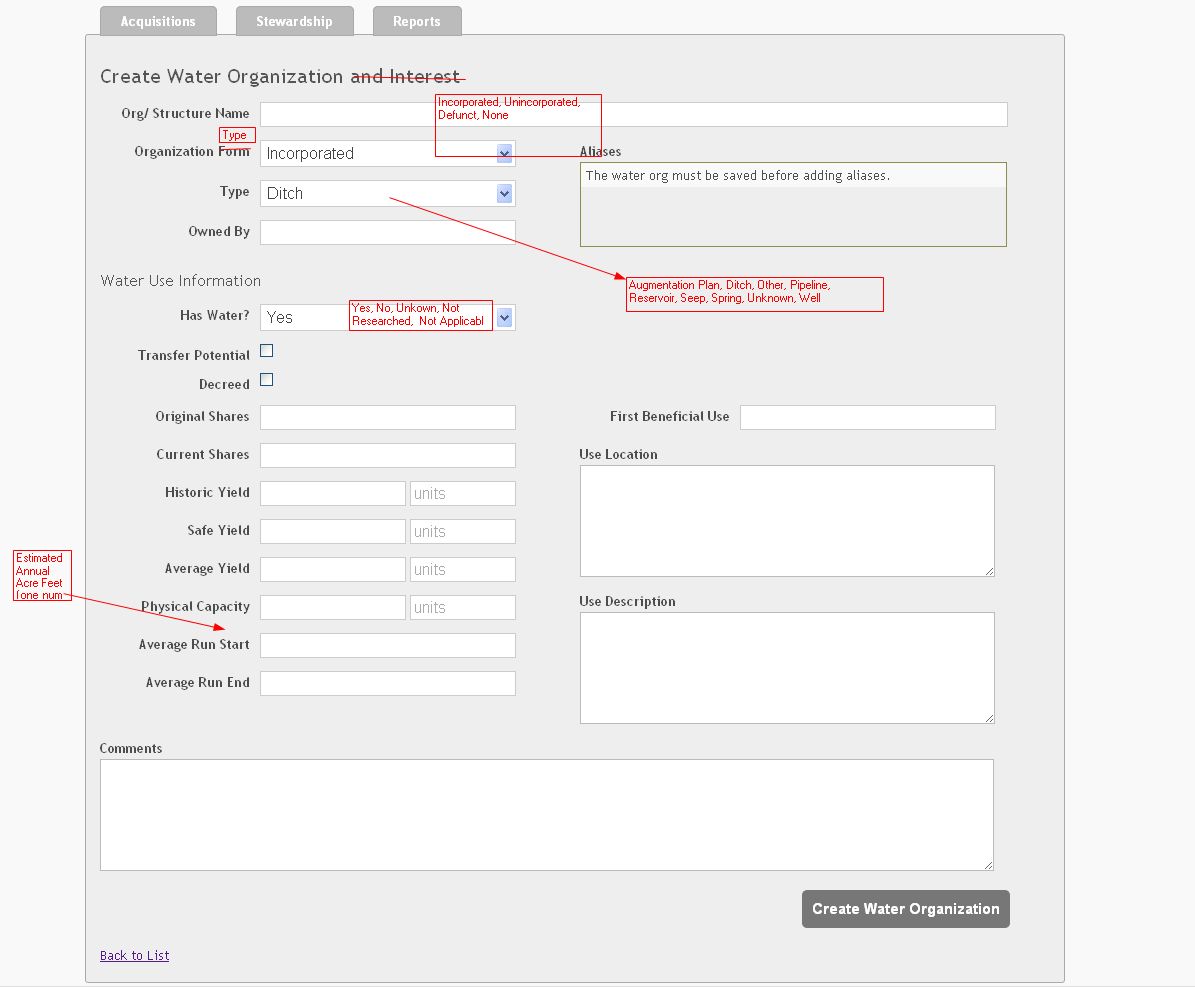 Acquisitions Stewardship Reports
Create Water Organization and Interest
Org/ Structure Name
Incorporated, Unincorporated,
Defunct, None
Type
Organization Form Incorporated
Aliases
The water org must be saved before adding aliases.
Type Ditch
Owned By
Augmentation Plan, Ditch, Other, Pipeline,
Reservoir, Seep, Spring, Unknown, Well
Water Use Information
Has Water? Yes
Yes, No, Unkown, Not
Researched, Not Applicabl
Transfer Potential
Decreed
Original Shares
First Beneficial Use
Current Shares
Use Location
Historic Yield units
Safe Yield units
Average Yield units
Estimated
Annual
Acre Feet
(one num
Physical Capacity units
Use Description
Average Run Start
Average Run End
Comments
Create Water Organization
Back to List